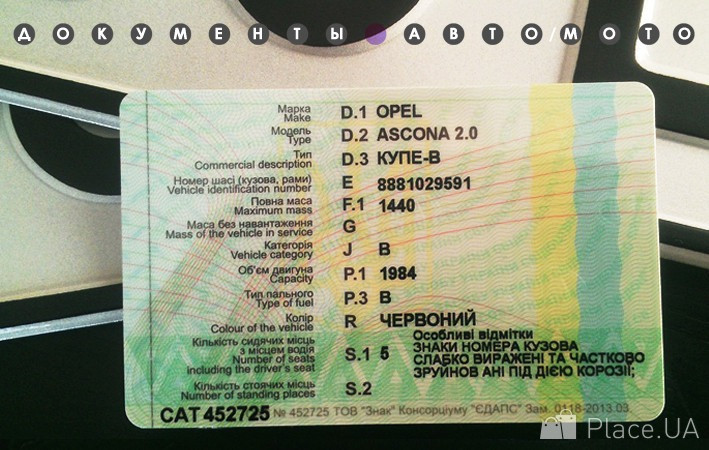 ДОКУМЕНТЫ АВТО/МОТО
Марка D.1 OPEL
Make
Модель D.2 ASCONA 2.0
Type
Тип D.3 КУПЕ-B
Commercial description
Номер шасі (кузова, рами) E 8881029591
Vehicle identification number
Повна маса F.1 1440
Maximum mass
Маса без навантаження G
Mass of the vehicle in service
Категорія J B
Vehicle category
Об'єм двигуна P.1 1984
Capacity
Тип пального P.3 B
Type of fuel
Колір R ЧЕРВОНИЙ
Colour of the vehicle
Особливі відмітки
Кількість сидячих місць ЗНАКИ НОМЕРА КУЗОВА
з місцем водія S.1 5 СЛАБКО ВИРАЖЕНІ ТА ЧАСТКОВО
Number of seats ЗРУЙНОВ АНІ ПІД ДІЄЮ КОРОЗІЇ;
including the driver's seat
Кількість стоячих місць S.2
Number of standing places
CAT 452725 № 452725 ТОВ "Знак" Консорціуму "ЄДАПС" Зам. 0118-2013.03.
Place.UA